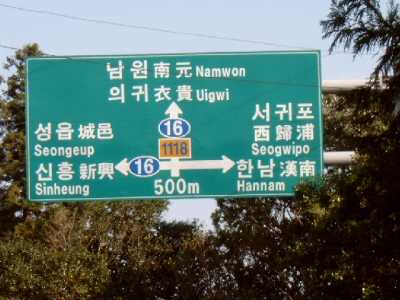 남원 南元 Namwon
의귀 衣貴 Uigwi
16
성읍 城邑
Seongeup
서귀포
西歸浦
Seogwipo
1118
신흥 新興
Sinheung
16
한남 漢南
Hannam
500m